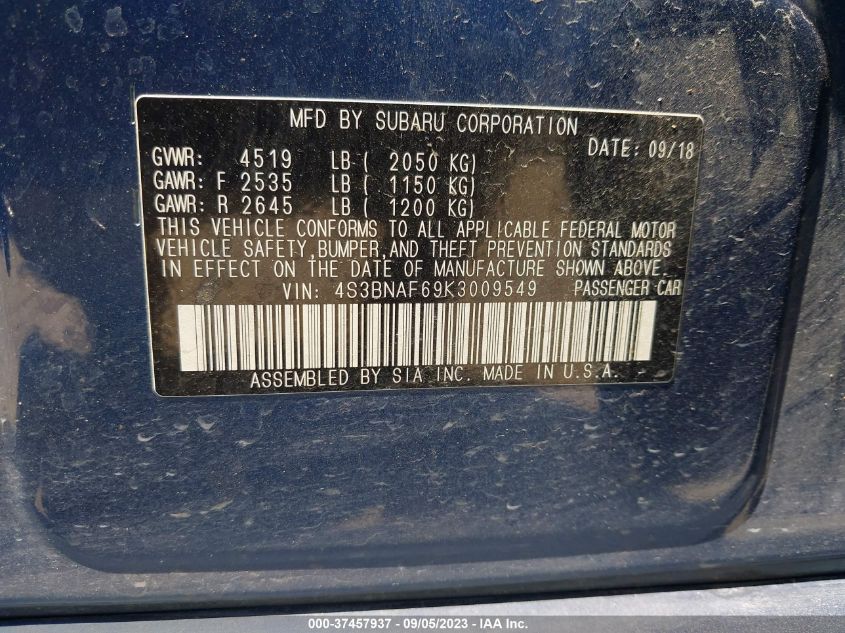 MFD BY SUBARU CORPORATION
DATE: 09/18
GVWR: 4519 LB ( 2050 KG)
GAWR: F 2535 LB ( 1150 KG)
GAWR: R 2645 LB ( 1200 KG)
THIS VEHICLE CONFORMS TO ALL APPLICABLE FEDERAL MOTOR
VEHICLE SAFETY, BUMPER, AND THEFT PREVENTION STANDARDS
IN EFFECT ON THE DATE OF MANUFACTURE SHOWN ABOVE.
VIN: 4S3BNAF69K3009549 PASSENGER CAR
ASSEMBLED BY SIA INC. MADE IN U.S.A.
000-37457937 - 09/05/2023 - IAA Inc.